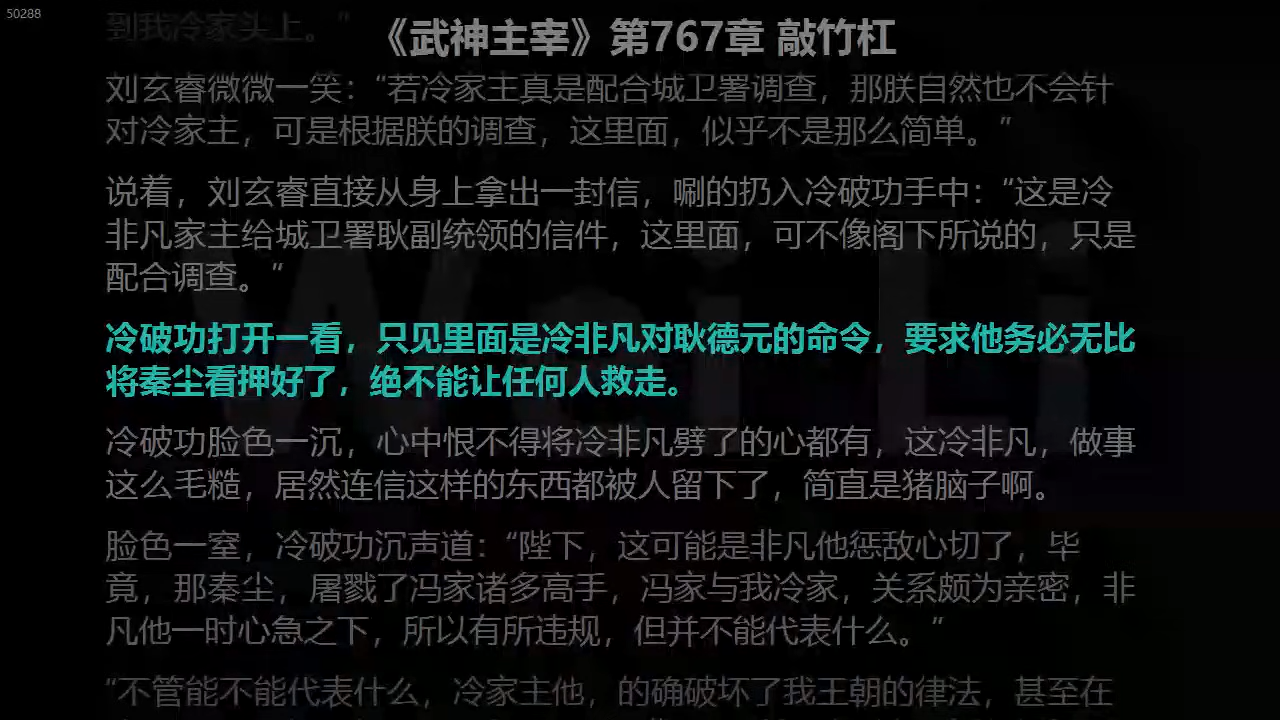 50288
到我冷家头上。”
《武神主宰》第767章 敲竹杠
刘玄睿微微一笑：“若冷家主真是配合城卫署调查，那朕自然也不会针
对冷家主，可是根据朕的调查，这里面，似乎不是那么简单。”
说着，刘玄睿直接从身上拿出一封信，唰的扔入冷破功手中：“这是冷
非凡家主给城卫署耿副统领的信件，这里面，可不像阁下所说的，只是
配合调查。”
冷破功打开一看，只见里面是冷非凡对耿德元的命令，要求他务必无比
将秦尘看押好了，绝不能让任何人救走。
冷破功脸色一沉，心中恨不得将冷非凡劈了的心都有，这冷非凡，做事
这么毛糙，居然连信这样的东西都被人留下了，简直是猪脑子啊。
脸色一窒，冷破功沉声道：“陛下，这可能是非凡他惩敌心切了，毕
竟，那秦尘，屠戮了冯家诸多高手，冯家与我冷家，关系颇为亲密，非
凡他一时心急之下，所以有所违规，但并不能代表什么。”
“不管能不能代表什么，冷家主他，的确破坏了我王朝的律法，甚至在